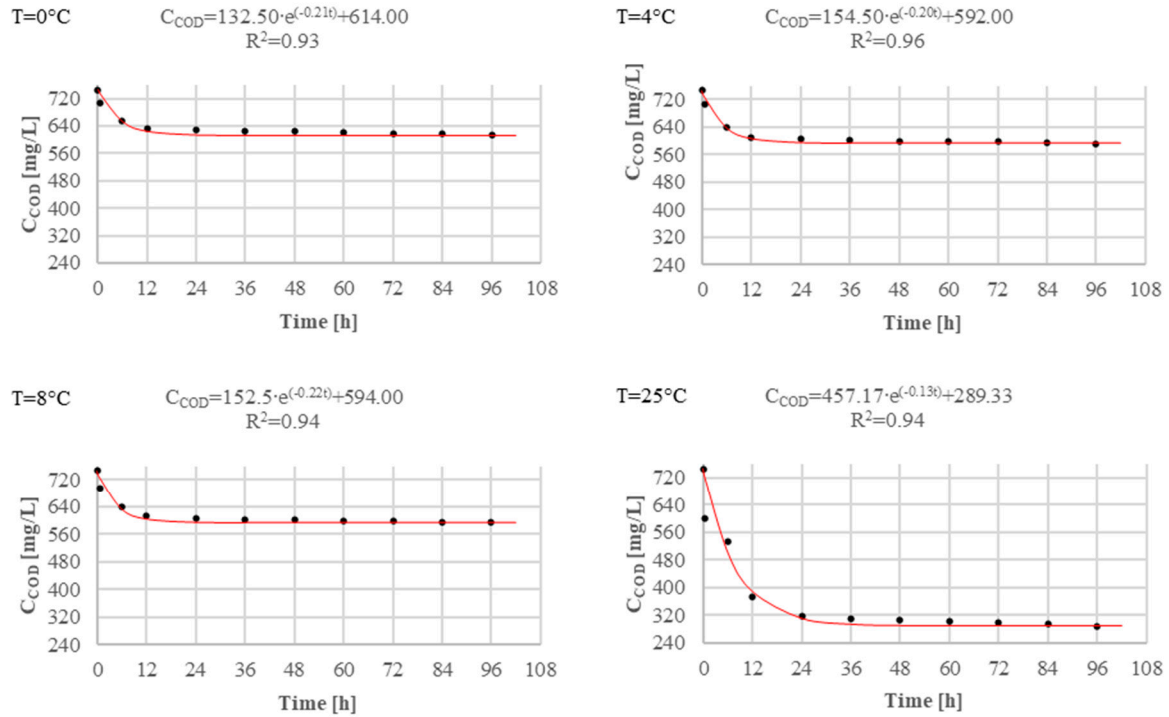 T=0°C
C_COD=132.50·e^(-0.21t)+614.00
R²=0.93
C_COD [mg/L]
720
640
560
480
400
320
240
0 12 24 36 48 60 72 84 96 108
Time [h]
T=4°C
C_COD=154.50·e^(-0.20t)+592.00
R²=0.96
C_COD [mg/L]
720
640
560
480
400
320
240
0 12 24 36 48 60 72 84 96 108
Time [h]
T=8°C
C_COD=152.5·e^(-0.22t)+594.00
R²=0.94
C_COD [mg/L]
720
640
560
480
400
320
240
0 12 24 36 48 60 72 84 96 108
Time [h]
T=25°C
C_COD=457.17·e^(-0.13t)+289.33
R²=0.94
C_COD [mg/L]
720
640
560
480
400
320
240
0 12 24 36 48 60 72 84 96 108
Time [h]